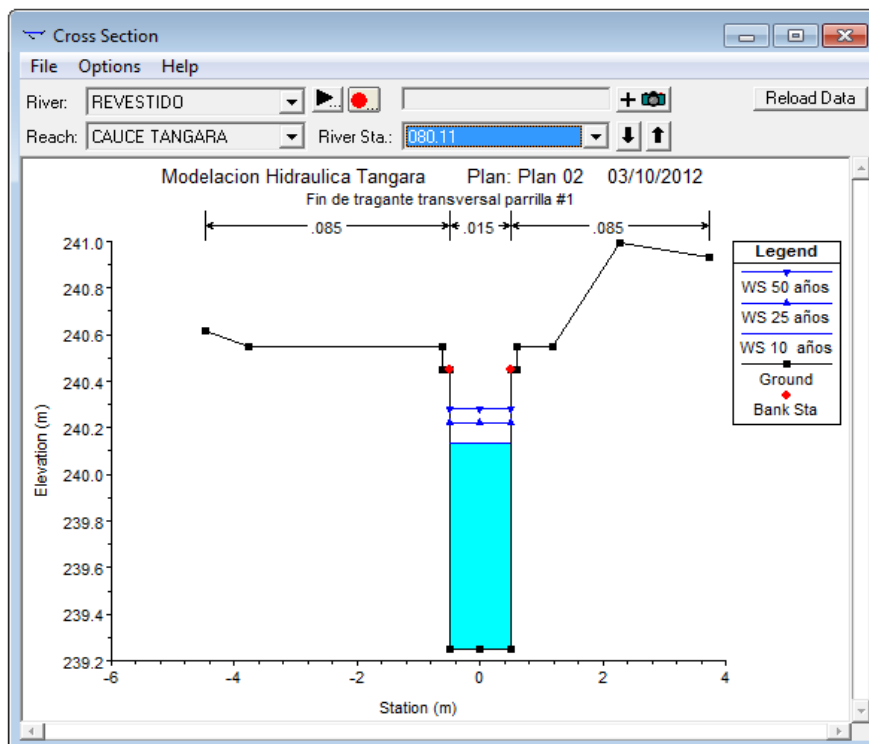 Cross Section
File Options Help
River: REVESTIDO Reload Data
Reach: CAUCE TANGARA River Sta.: 080.11
Modelacion Hidraulica Tangara Plan: Plan 02 03/10/2012
Fin de tragante transversal parrilla #1
.085 .015 .085
241.0
240.8
240.6
240.4
240.2
240.0
239.8
239.6
239.4
239.2
Elevation (m)
-6 -4 -2 0 2 4
Station (m)
Legend
WS 50 años
WS 25 años
WS 10 años
Ground
Bank Sta